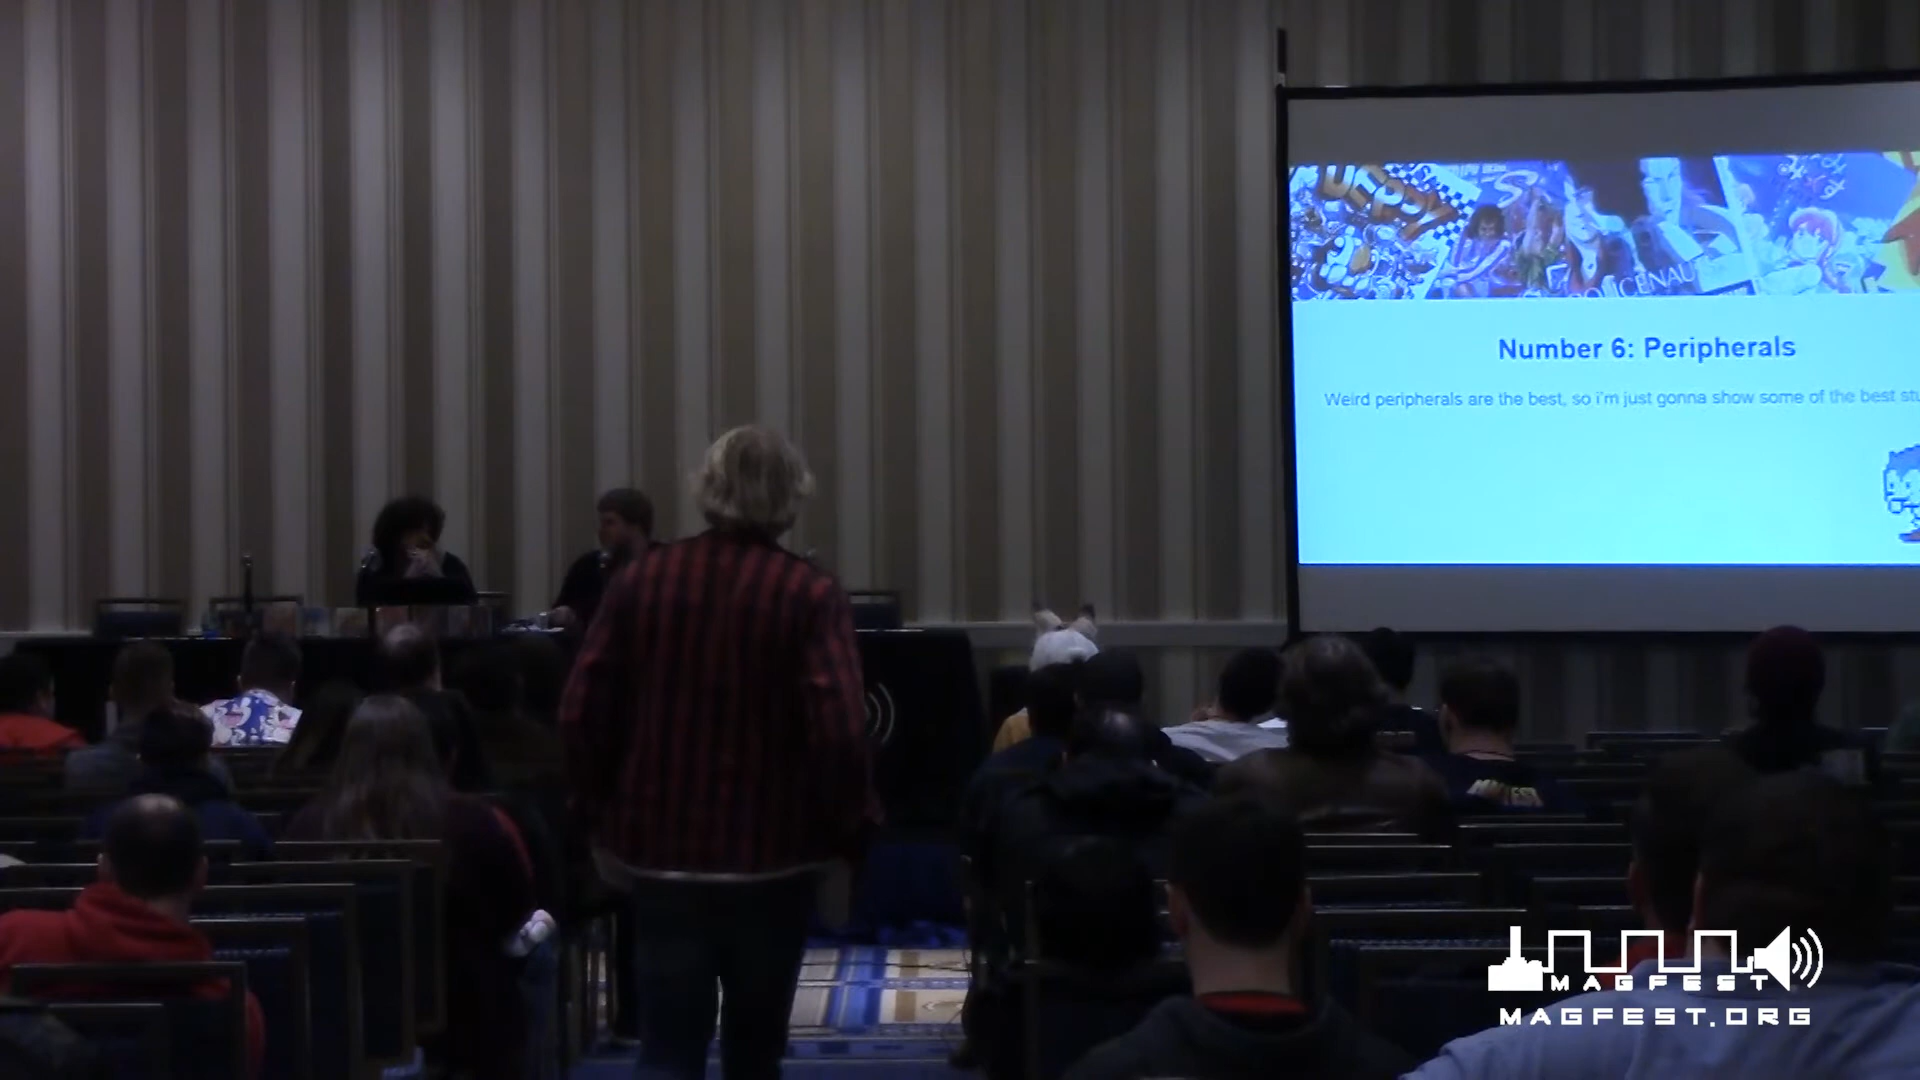 Number 6: Peripherals
Weird peripherals are the best, so i'm just gonna show some of the best
MAGFEST
MAGFEST.ORG